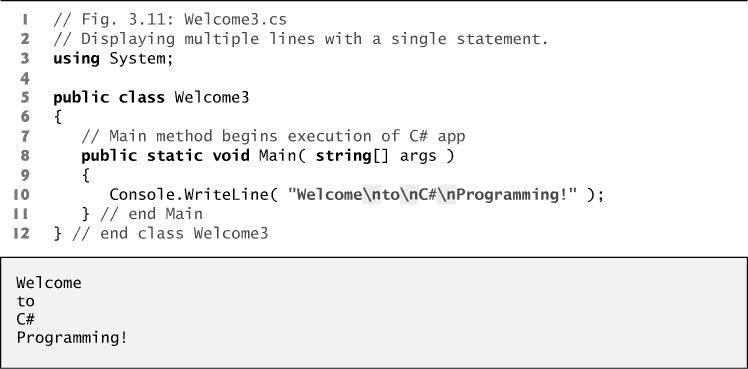 1 // Fig. 3.11: Welcome3.cs
2 // Displaying multiple lines with a single statement.
3 using System;
4
5 public class Welcome3
6 {
7    // Main method begins execution of C# app
8    public static void Main( string[] args )
9    {
10       Console.WriteLine( "Welcome\nto\nC#\nProgramming!" );
11    } // end Main
12 } // end class Welcome3
Welcome
to
C#
Programming!